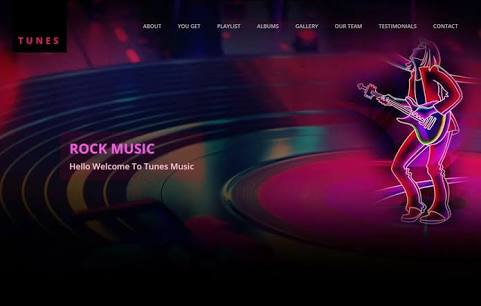 TUNES
ABOUT YOU GET PLAYLIST ALBUMS GALLERY OUR TEAM TESTIMONIALS CONTACT
ROCK MUSIC
Hello Welcome To Tunes Music